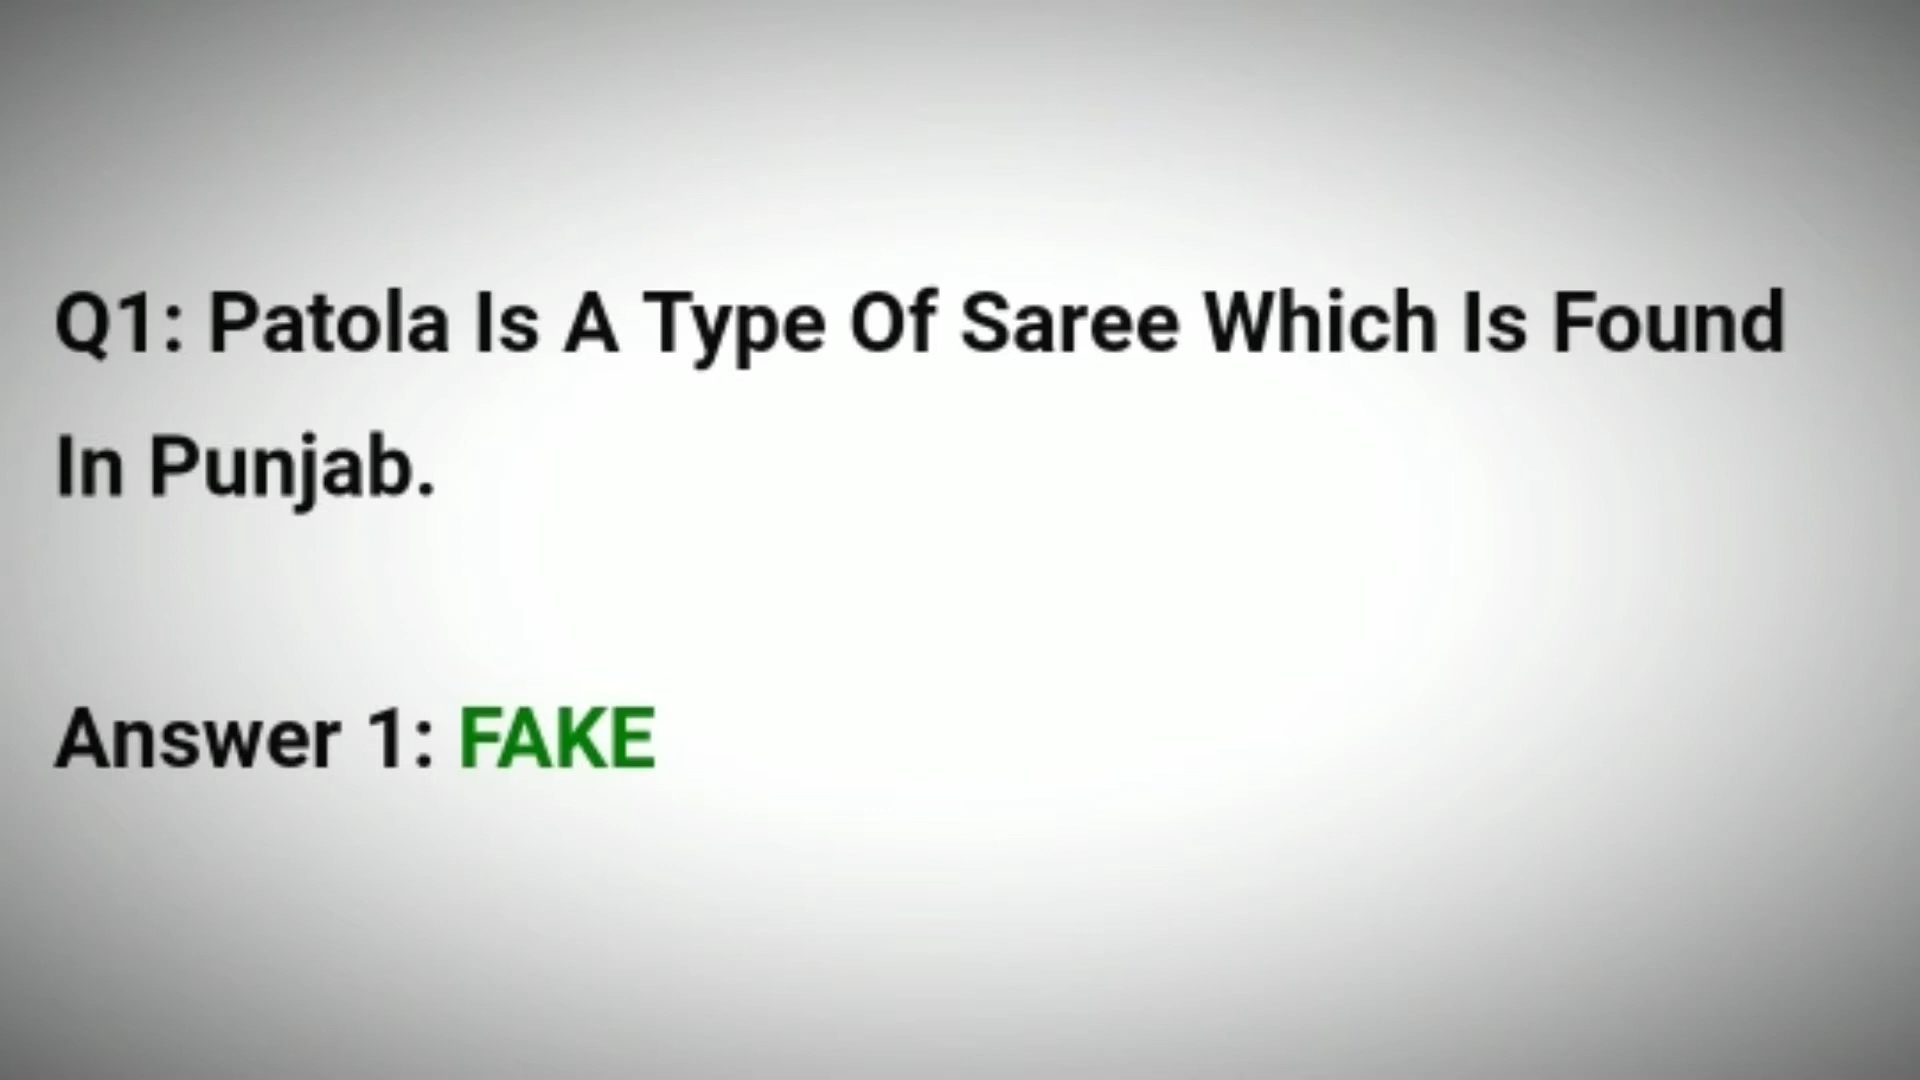 Q1: Patola Is A Type Of Saree Which Is Found
In Punjab.
Answer 1: FAKE